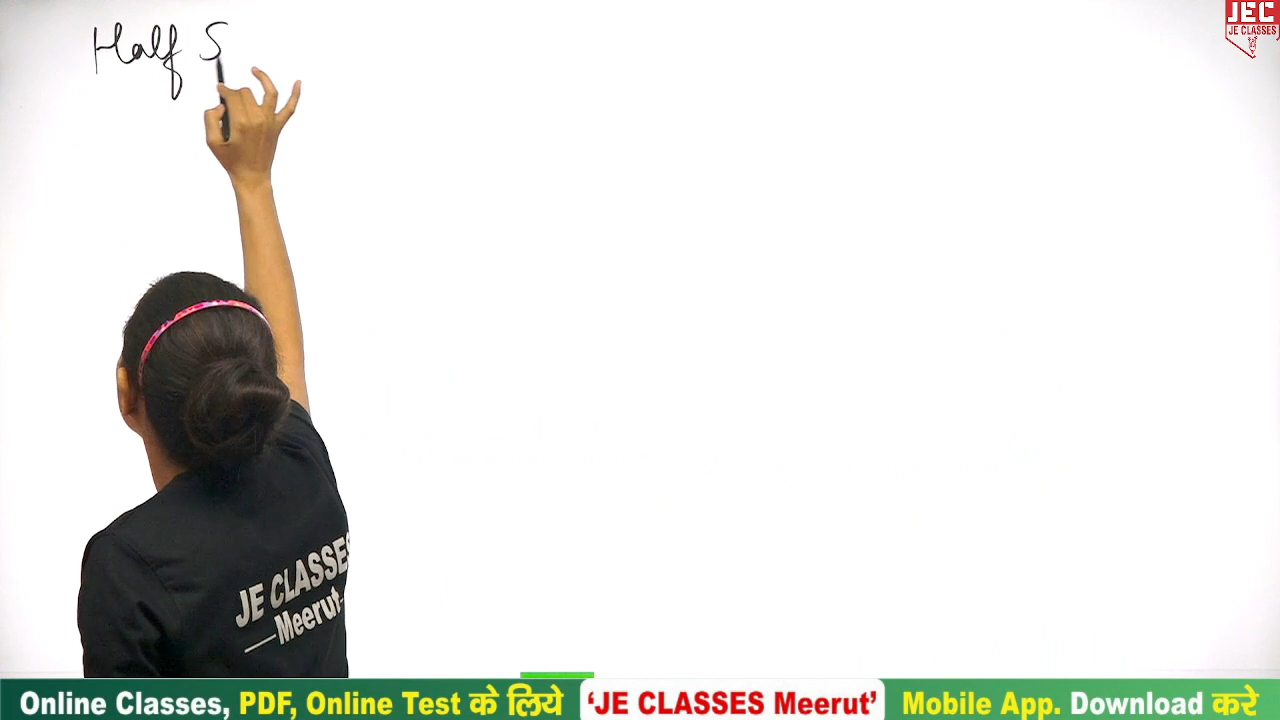 Half S
JEC
JE CLASSES
JE CLASSES
Meerut
Online Classes, PDF, Online Test के लिये 'JE CLASSES Meerut' Mobile App. Download करे